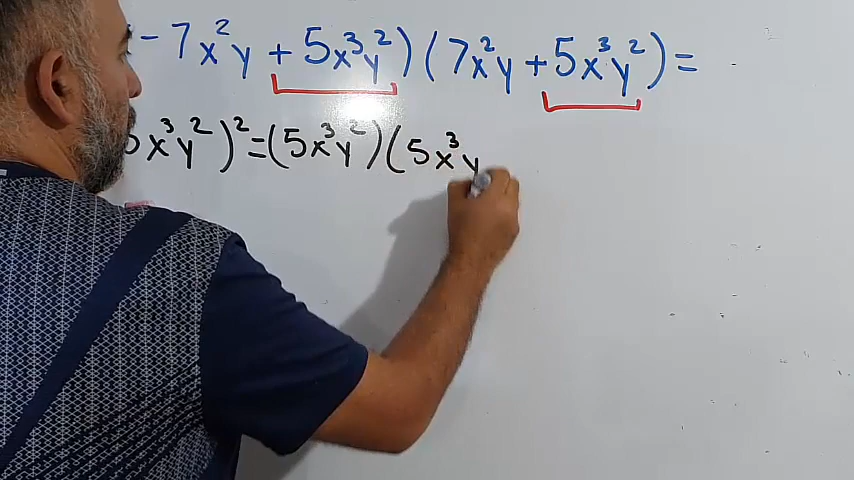 - 7x²y + 5x³y²)(7x²y + 5x³y²) =
x³y²)² = (5x³y²)(5x³y